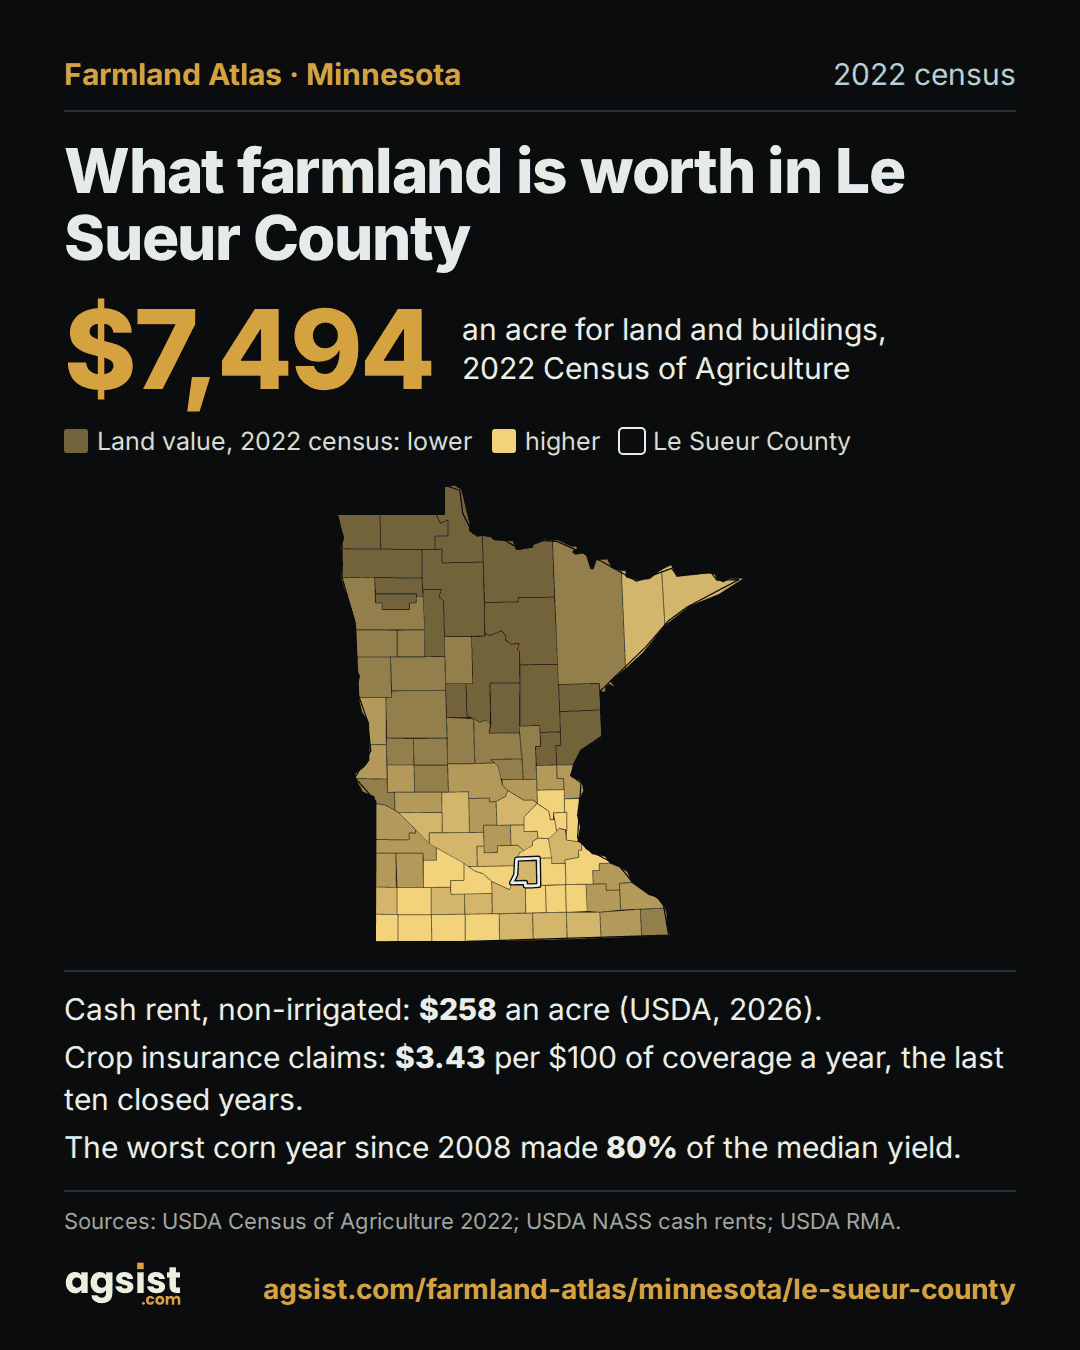 Farmland Atlas · Minnesota
2022 census
What farmland is worth in Le
Sueur County
$7,494
an acre for land and buildings,
2022 Census of Agriculture
Land value, 2022 census: lower
higher
Le Sueur County
Cash rent, non-irrigated: $258 an acre (USDA, 2026).
Crop insurance claims: $3.43 per $100 of coverage a year, the last
ten closed years.
The worst corn year since 2008 made 80% of the median yield.
Sources: USDA Census of Agriculture 2022; USDA NASS cash rents; USDA RMA.
agsist
.com
agsist.com/farmland-atlas/minnesota/le-sueur-county